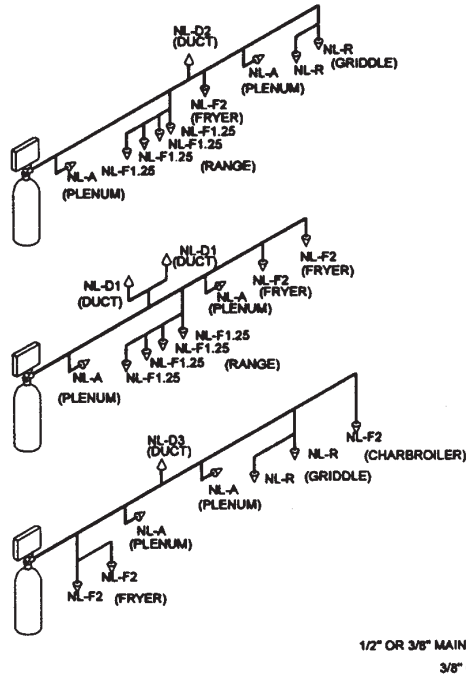 NL-D2
(DUCT)
NL-R
(GRIDDLE)
NL-R
NL-A
(PLENUM)
NL-F2
(FRYER)
NL-F1.25
NL-F1.25
NL-F1.25
NL-F1.25
(RANGE)
NL-A
(PLENUM)
NL-D1
(DUCT)
NL-D1
(DUCT)
NL-F2
(FRYER)
NL-F2
(FRYER)
NL-A
(PLENUM)
NL-F1.25
NL-F1.25
NL-F1.25
NL-F1.25
(RANGE)
NL-A
(PLENUM)
NL-D3
(DUCT)
NL-F2
(CHARBROILER)
NL-R
(GRIDDLE)
NL-R
NL-A
(PLENUM)
NL-A
(PLENUM)
NL-F2
NL-F2
(FRYER)
1/2" OR 3/8" MAIN
3/8"